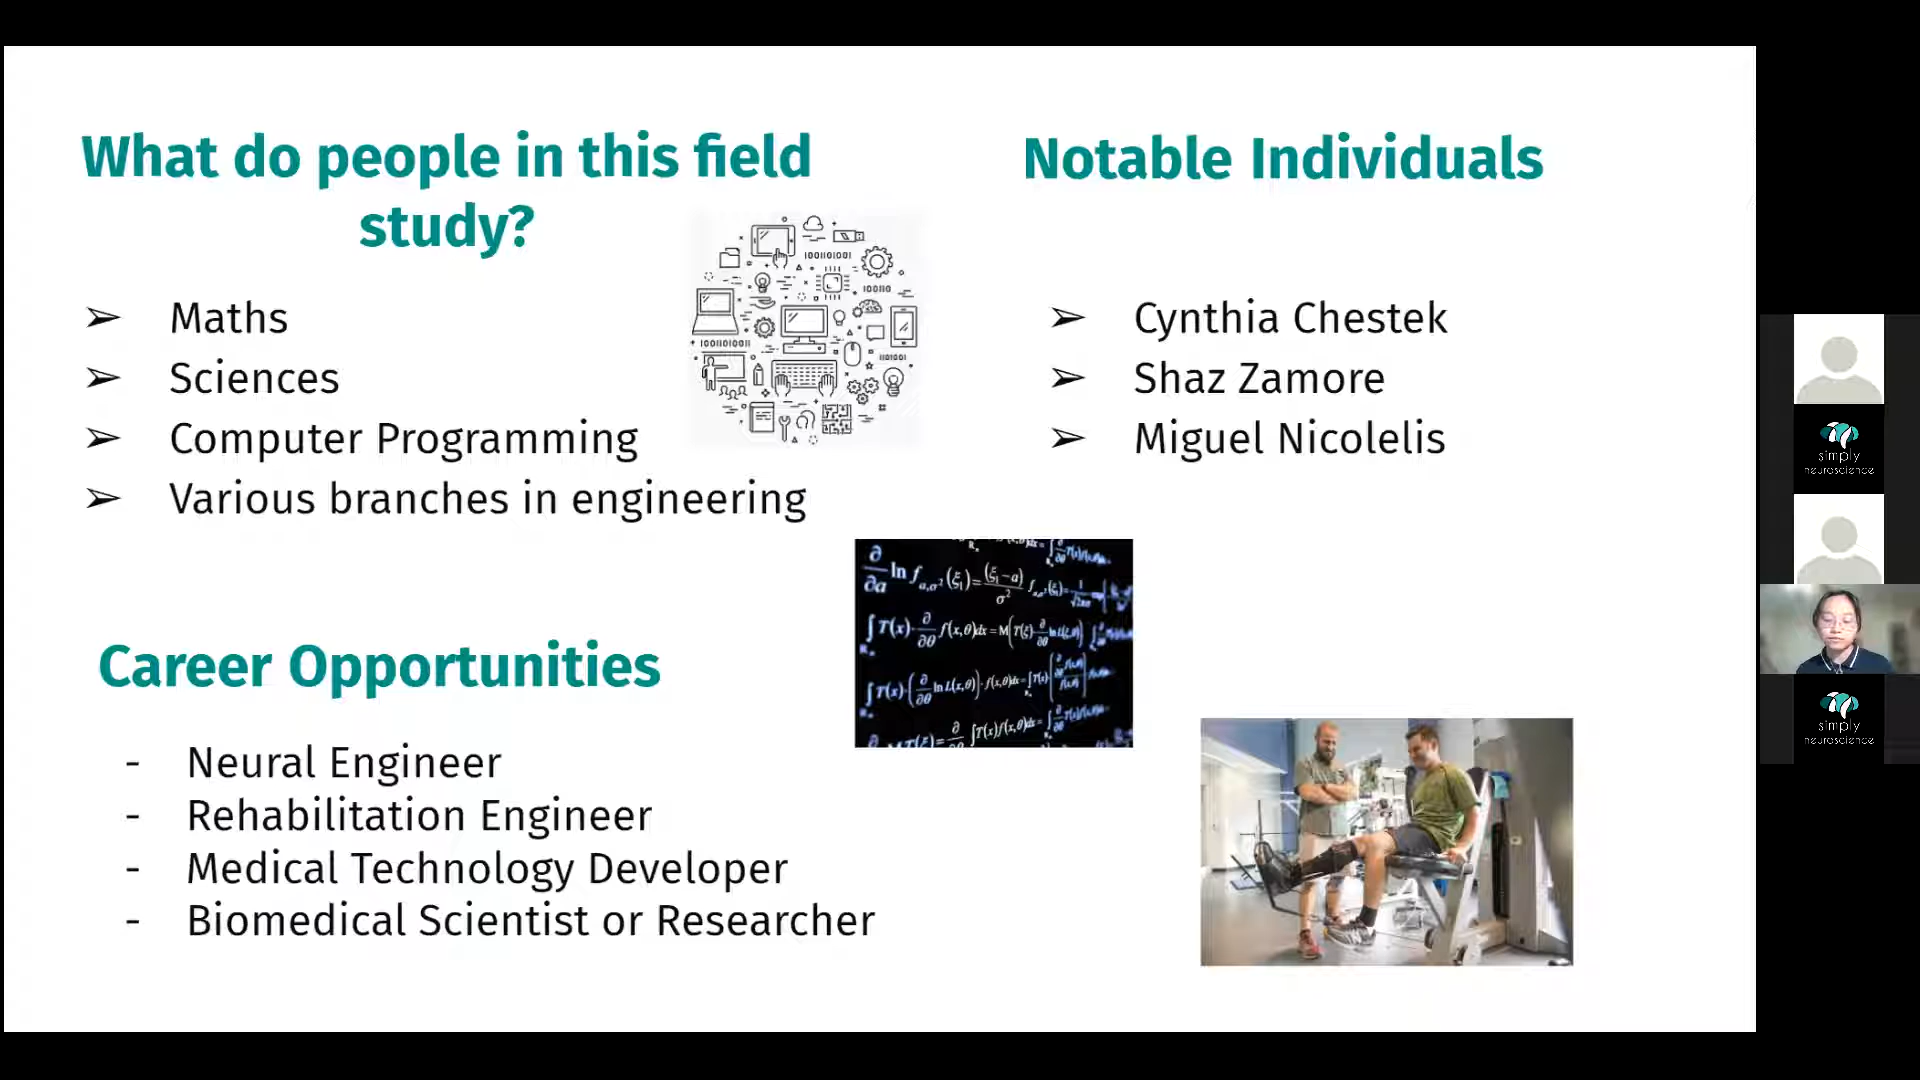 What do people in this field
study?
Maths
Sciences
Computer Programming
Various branches in engineering
Notable Individuals
Cynthia Chestek
Shaz Zamore
Miguel Nicolelis
Career Opportunities
- Neural Engineer
- Rehabilitation Engineer
- Medical Technology Developer
- Biomedical Scientist or Researcher
simply
neuroscience
simply
neuroscience